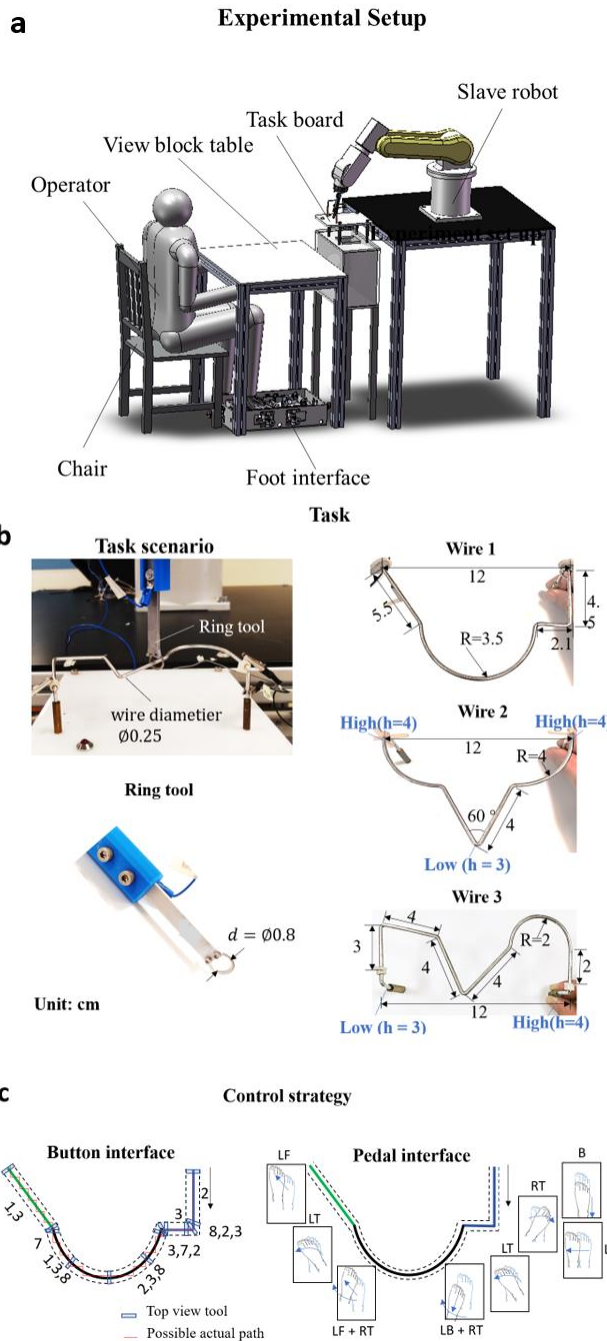 a
Experimental Setup
Slave robot
Task board
View block table
Operator
Experiment set up
Chair
Foot interface
b
Task
Task scenario
Ring tool
wire diametier
Ø0.25
Ring tool
d = Ø0.8
Unit: cm
Wire 1
12
5.5
4.
5
R=3.5
2.1
Wire 2
High(h=4)
High(h=4
12
R=4
60 °
4
Low (h = 3)
Wire 3
4
3
R=2
4
4
2
12
Low (h = 3)
High(h=4)
c
Control strategy
Button interface
1,3
7
1,3,8
2,3,8
3
2
8,2,3
3,7,2
Top view tool
Possible actual path
Pedal interface
LF
LT
LF + RT
LB + RT
LT
RT
B
L